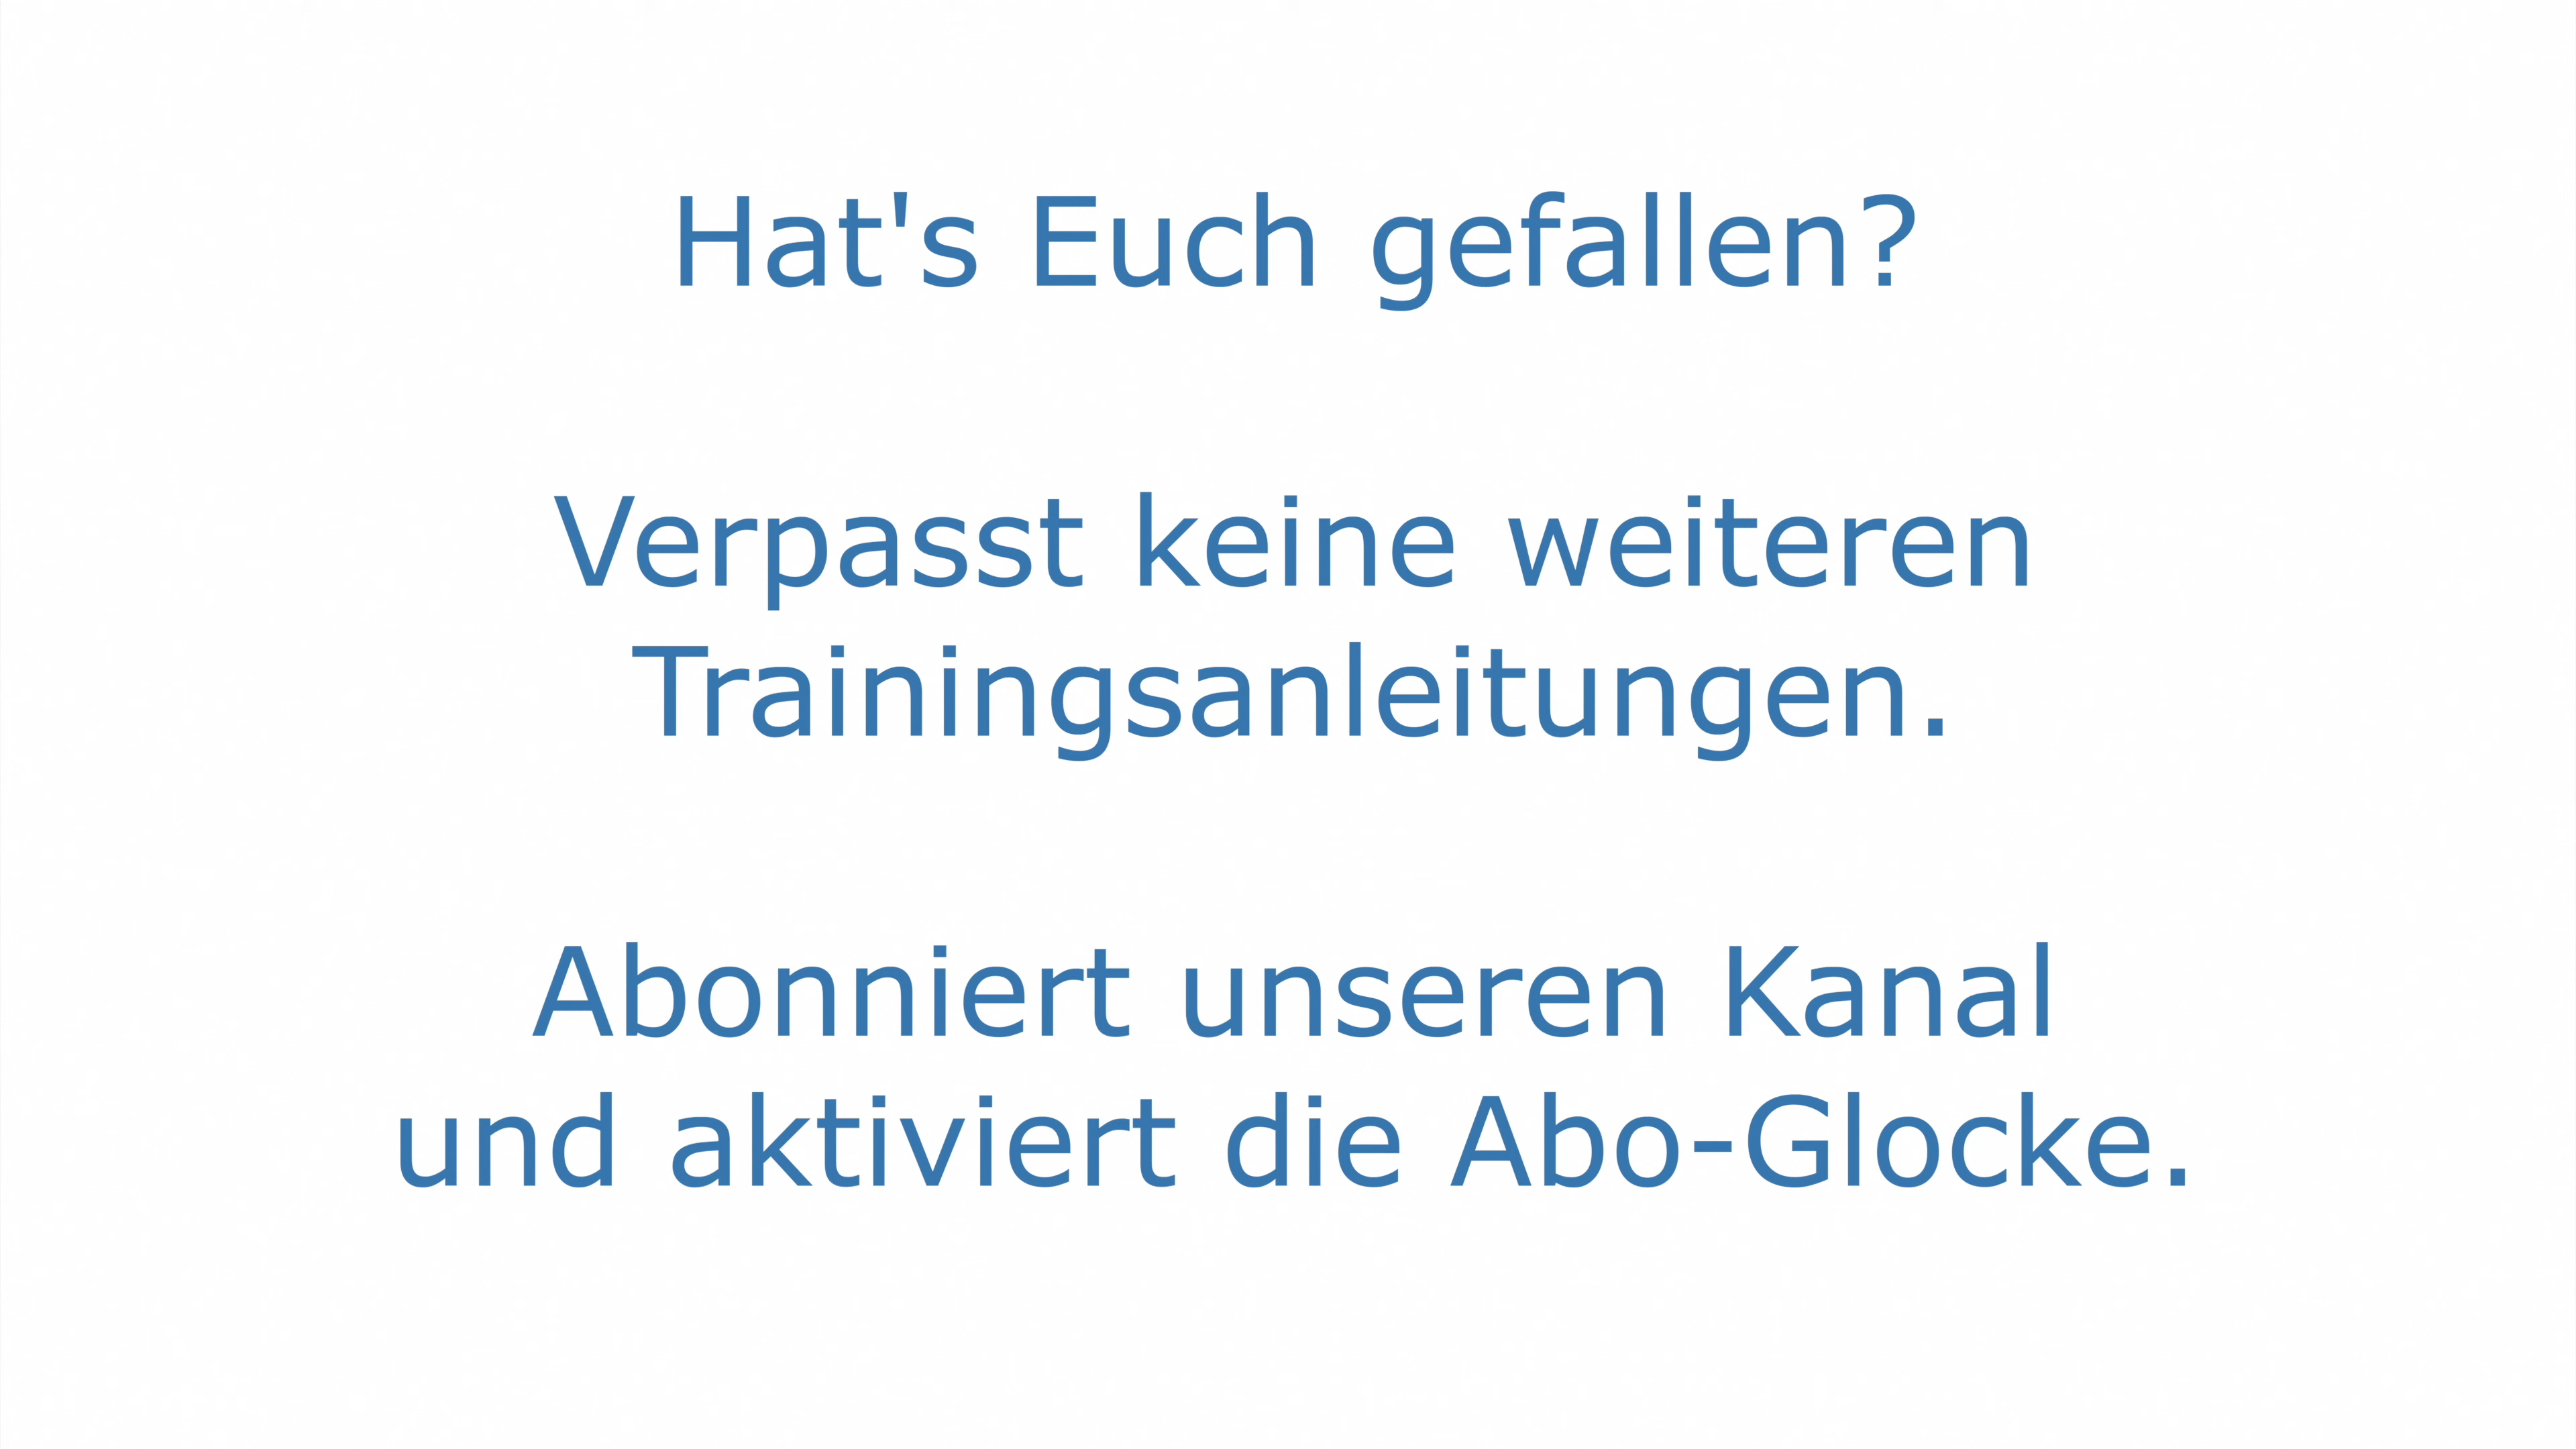 Hat's Euch gefallen?
Verpasst keine weiteren
Trainingsanleitungen.
Abonniert unseren Kanal
und aktiviert die Abo-Glocke.